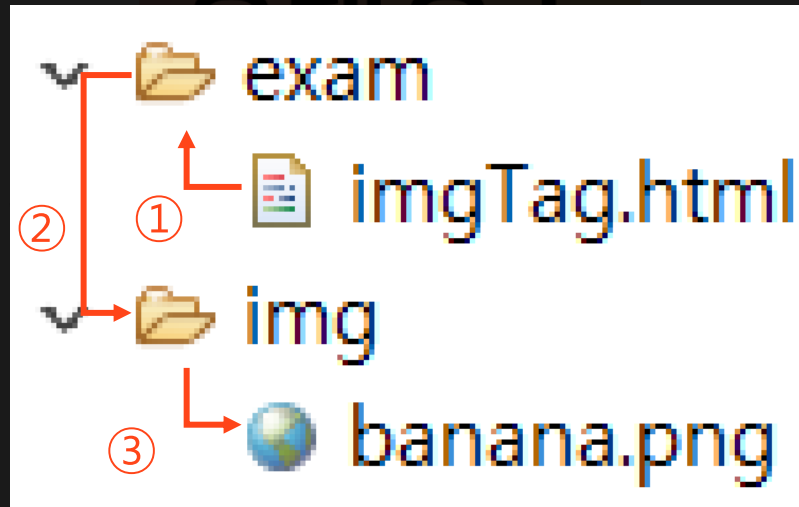 exam
① imgTag.html
②
img
③ banana.png